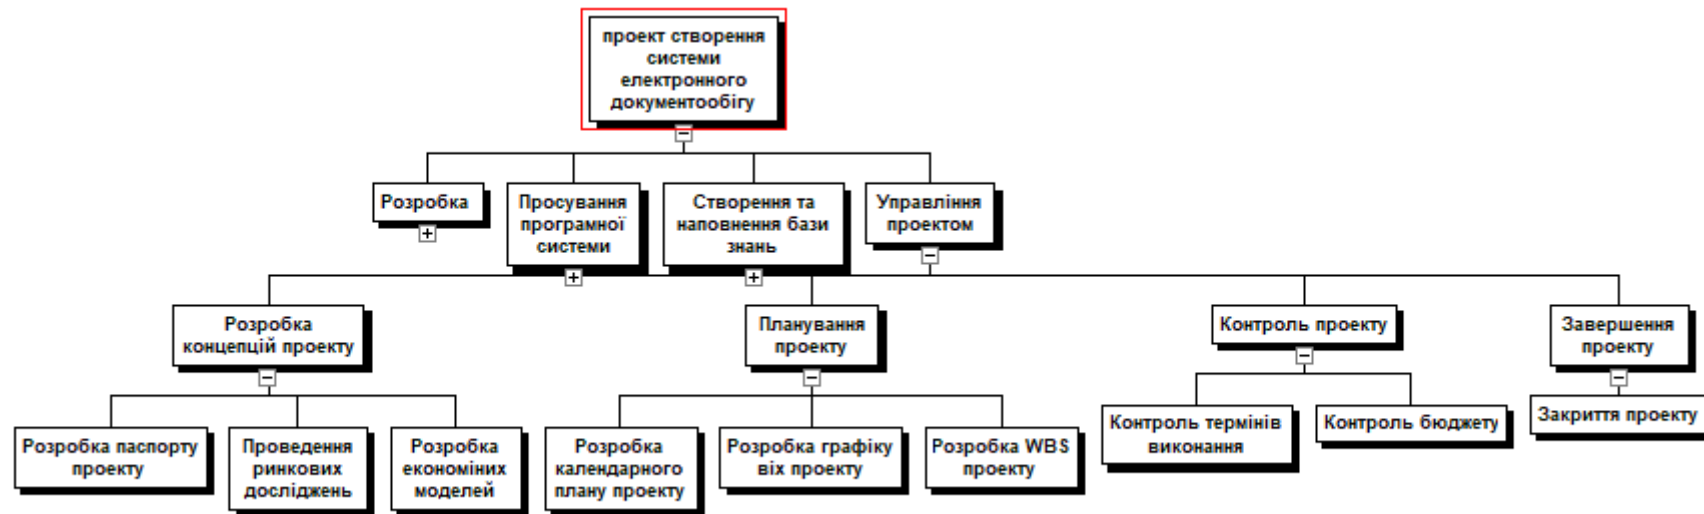 проект створення
системи
електронного
документообігу
Розробка
Просування
програмної
системи
Створення та
наповнення бази
знань
Управління
проектом
Розробка
концепцій проекту
Планування
проекту
Контроль проекту
Завершення
проекту
Розробка паспорту
проекту
Проведення
ринкових
досліджень
Розробка
економіних
моделей
Розробка
календарного
плану проекту
Розробка графіку
віх проекту
Розробка WBS
проекту
Контроль термінів
виконання
Контроль бюджету
Закриття проекту